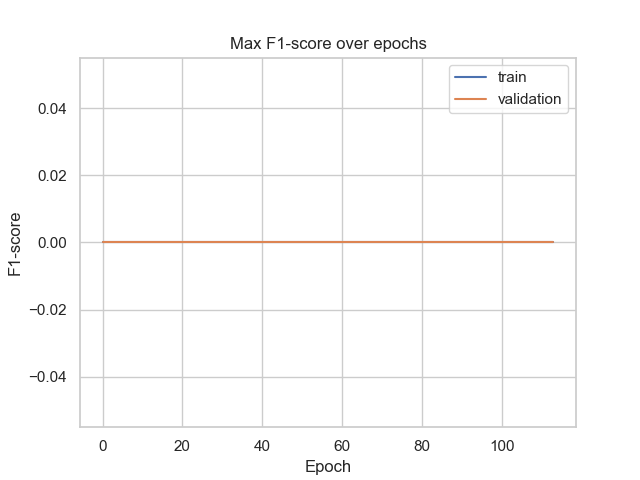 Max F1-score over epochs
train
validation
0.04
0.02
0.00
−0.02
−0.04
F1-score
0 20 40 60 80 100
Epoch